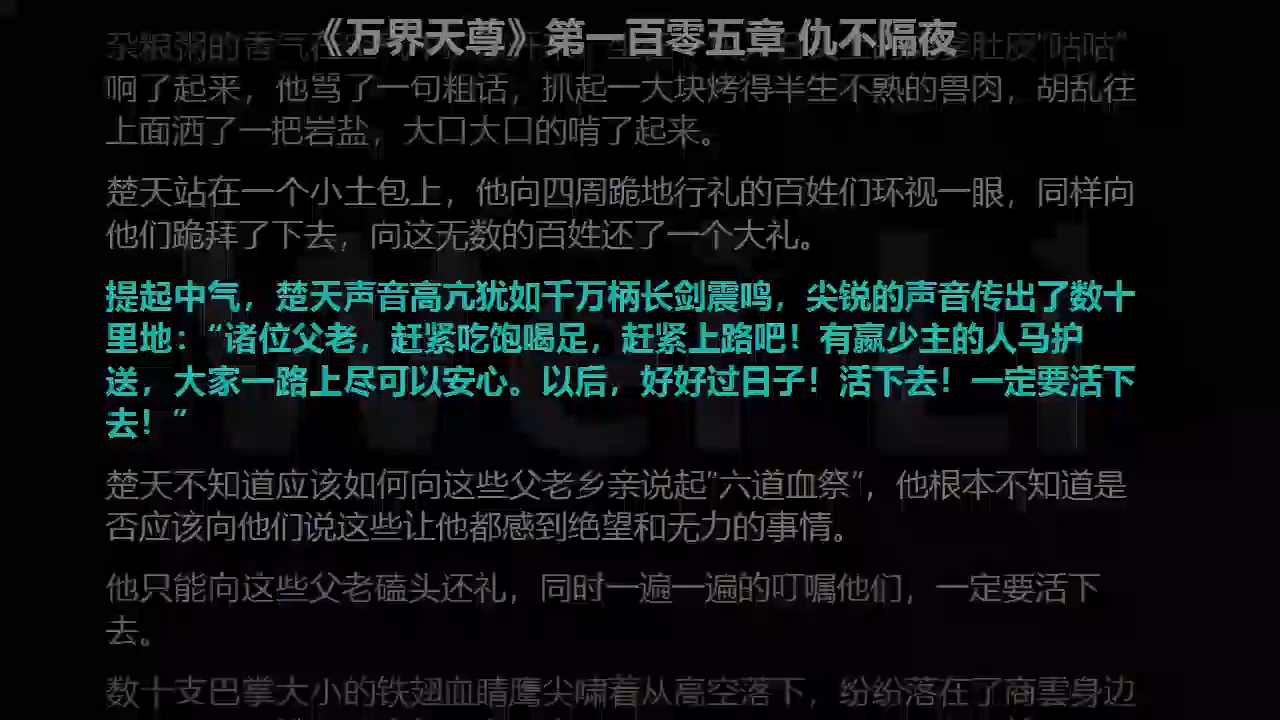 《万界天尊》第一百零五章 仇不隔夜
杂粮粥的香气在
肚皮“咕咕”
啊了起来，他骂了一句粗话，抓起一大块烤得半生不熟的兽肉，胡乱往
上面洒了一把岩盐，大口大口的啃了起来。
楚天站在一个小土包上，他向四周跪地行礼的百姓们环视一眼，同样向
他们跪拜了下去，向这无数的百姓还了一个大礼。
提起中气，楚天声音高亢犹如千万柄长剑震鸣，尖锐的声音传出了数十
里地：“诸位父老，赶紧吃饱喝足，赶紧上路吧！有嬴少主的人马护
送，大家一路上尽可以安心。以后，好好过日子！活下去！一定要活下
去！”
楚天不知道应该如何向这些父老乡亲说起“六道血祭”，他根本不知道是
否应该向他们说这些让他都感到绝望和无力的事情。
他只能向这些父老磕头还礼，同时一遍一遍的叮嘱他们，一定要活下
去。
数十支巴掌大小的铁翅血睛鹰尖啸着从高空落下，纷纷落在了商雲身边